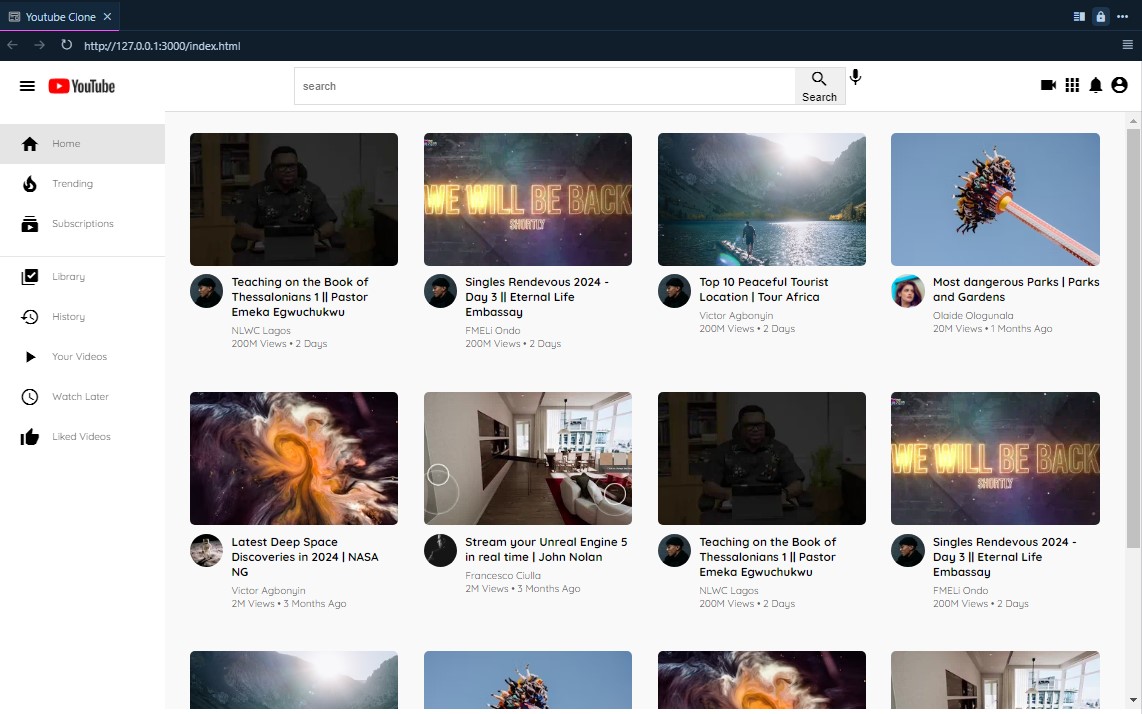 Youtube Clone
http://127.0.0.1:3000/index.html
YouTube
search
Search
Home
Trending
Subscriptions
Library
History
Your Videos
Watch Later
Liked Videos
WE WILL BE BACK
SHORTLY
Teaching on the Book of
Thessalonians 1 || Pastor
Emeka Egwuchukwu
NLWC Lagos
200M Views • 2 Days
Singles Rendevous 2024 -
Day 3 || Eternal Life
Embassay
FMELi Ondo
200M Views • 2 Days
Top 10 Peaceful Tourist
Location | Tour Africa
Victor Agbonyin
200M Views • 2 Days
Most dangerous Parks | Parks
and Gardens
Olaide Ologunala
20M Views • 1 Months Ago
WE WILL BE BACK
SHORTLY
Latest Deep Space
Discoveries in 2024 | NASA
NG
Victor Agbonyin
2M Views • 3 Months Ago
Stream your Unreal Engine 5
in real time | John Nolan
Francesco Ciulla
2M Views • 3 Months Ago
Teaching on the Book of
Thessalonians 1 || Pastor
Emeka Egwuchukwu
NLWC Lagos
200M Views • 2 Days
Singles Rendevous 2024 -
Day 3 || Eternal Life
Embassay
FMELi Ondo
200M Views • 2 Days